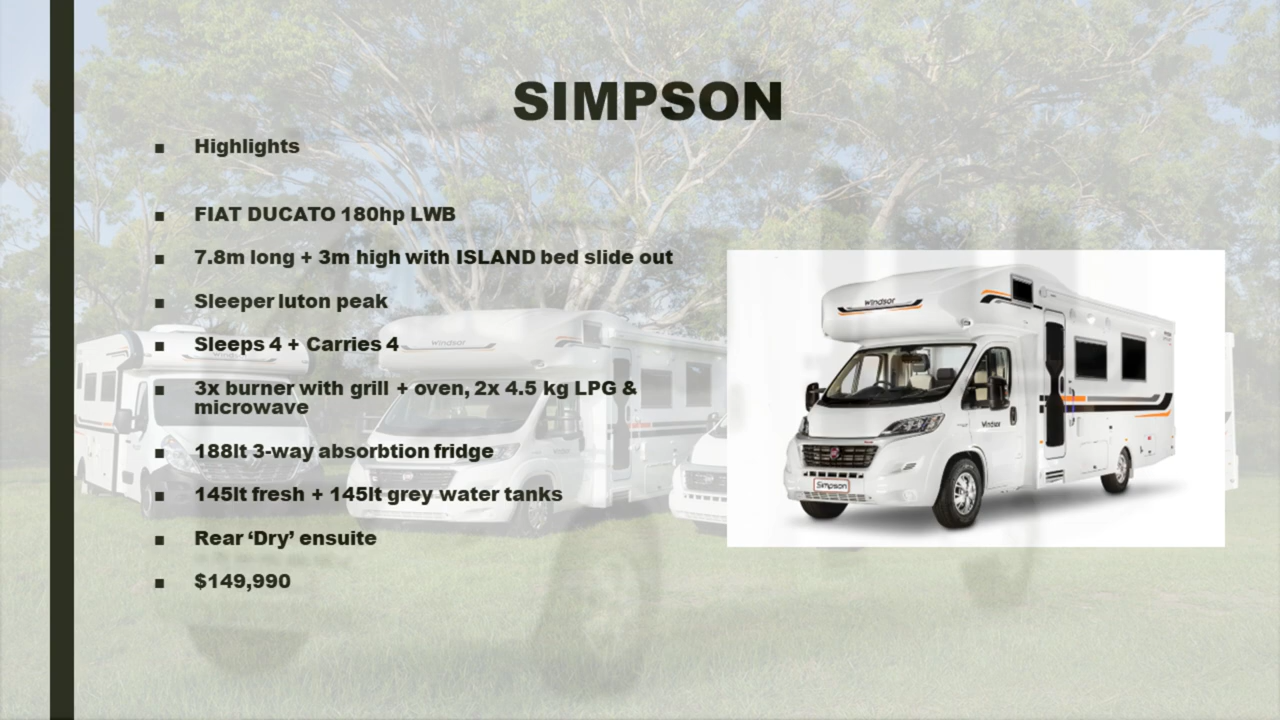 SIMPSON
Highlights
FIAT DUCATO 180hp LWB
7.8m long + 3m high with ISLAND bed slide out
Sleeper luton peak
Sleeps 4 + Carries 4
3x burner with grill + oven, 2x 4.5 kg LPG &
microwave
188lt 3-way absorbtion fridge
145lt fresh + 145lt grey water tanks
Rear ‘Dry’ ensuite
$149,990
Windsor
Windsor
Simpson
Windsor